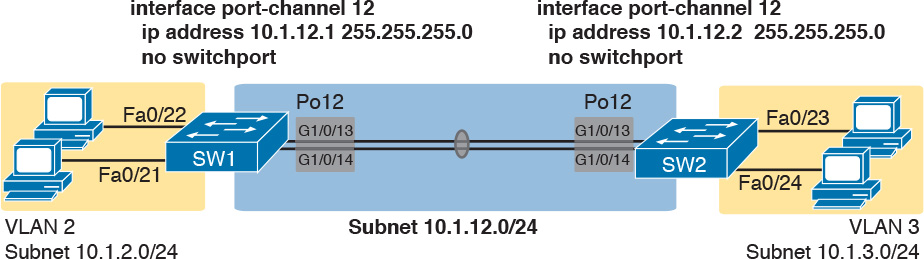 interface port-channel 12
ip address 10.1.12.1 255.255.255.0
no switchport
interface port-channel 12
ip address 10.1.12.2 255.255.255.0
no switchport
Fa0/22
Fa0/21
SW1
Po12
G1/0/13
G1/0/14
Po12
G1/0/13
G1/0/14
SW2
Fa0/23
Fa0/24
VLAN 2
Subnet 10.1.2.0/24
Subnet 10.1.12.0/24
VLAN 3
Subnet 10.1.3.0/24